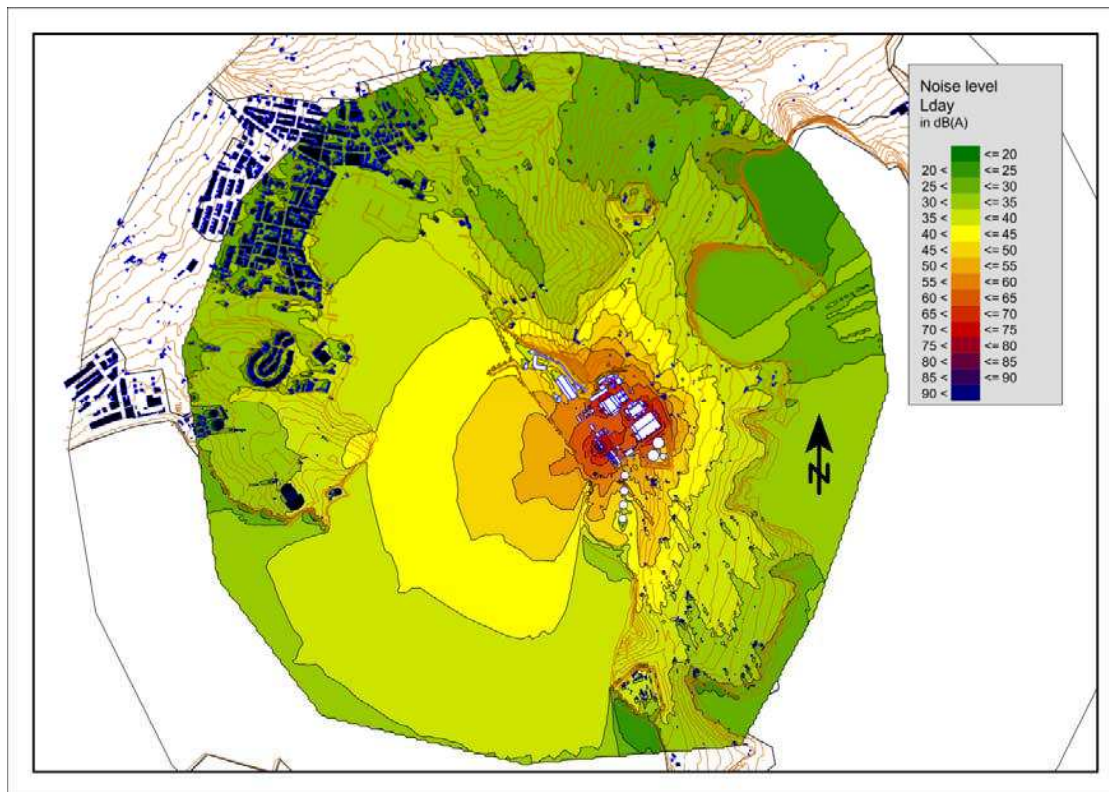 Noise level
Lday
in dB(A)
<= 20
20 < <= 25
25 < <= 30
30 < <= 35
35 < <= 40
40 < <= 45
45 < <= 50
50 < <= 55
55 < <= 60
60 < <= 65
65 < <= 70
70 < <= 75
75 < <= 80
80 < <= 85
85 < <= 90
90 <
N